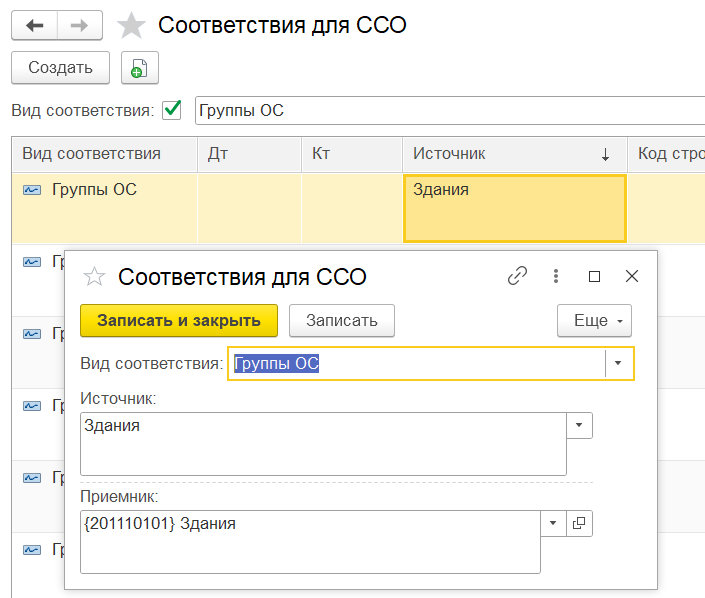 Соответствия для ССО
Создать
Вид соответствия: Группы ОС
Вид соответствия Дт Кт Источник Код стро
Группы ОС Здания
Гр
Соответствия для ССО
Записать и закрыть Записать Еще
Гр
Вид соответствия: Группы ОС
Источник:
Гр
Здания
Гр
Приемник:
{201110101} Здания
Гр